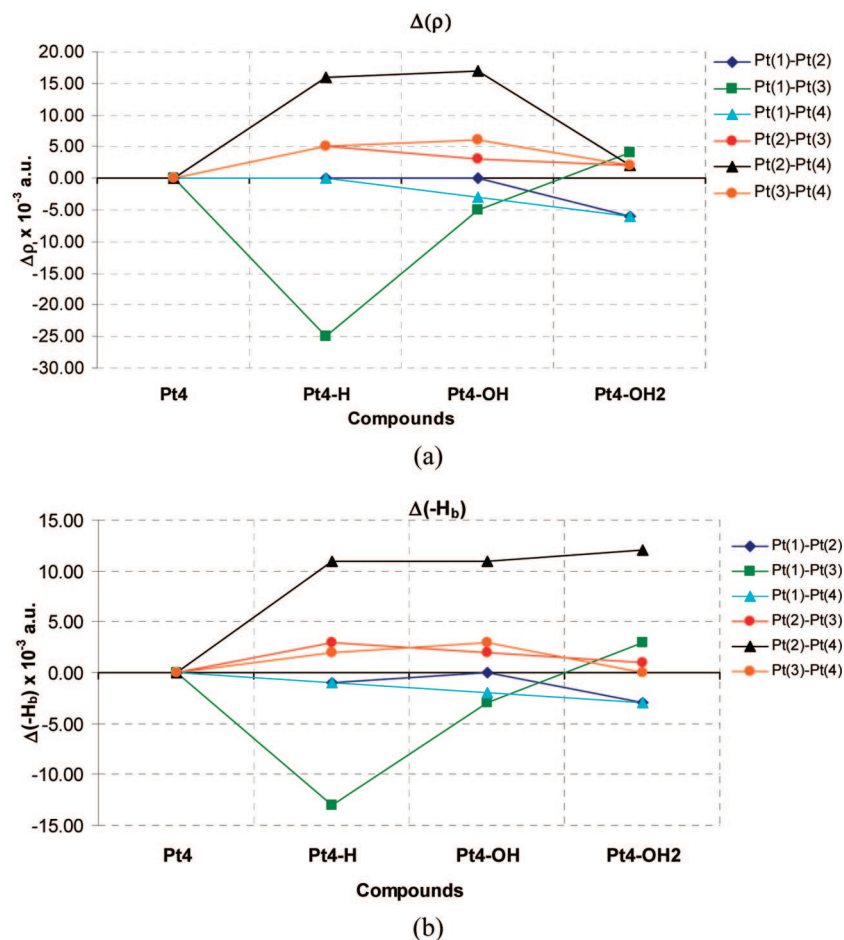 Δ(ρ)
20.00
15.00
10.00
5.00
0.00
-5.00
-10.00
-15.00
-20.00
-25.00
-30.00
Δρ, x 10⁻³ a.u.
Pt4 Pt4-H Pt4-OH Pt4-OH2
Compounds
Pt(1)-Pt(2)
Pt(1)-Pt(3)
Pt(1)-Pt(4)
Pt(2)-Pt(3)
Pt(2)-Pt(4)
Pt(3)-Pt(4)
(a)
Δ(-H_b)
15.00
10.00
5.00
0.00
-5.00
-10.00
-15.00
Δ(-H_b) x 10⁻³ a.u.
Pt4 Pt4-H Pt4-OH Pt4-OH2
Compounds
Pt(1)-Pt(2)
Pt(1)-Pt(3)
Pt(1)-Pt(4)
Pt(2)-Pt(3)
Pt(2)-Pt(4)
Pt(3)-Pt(4)
(b)